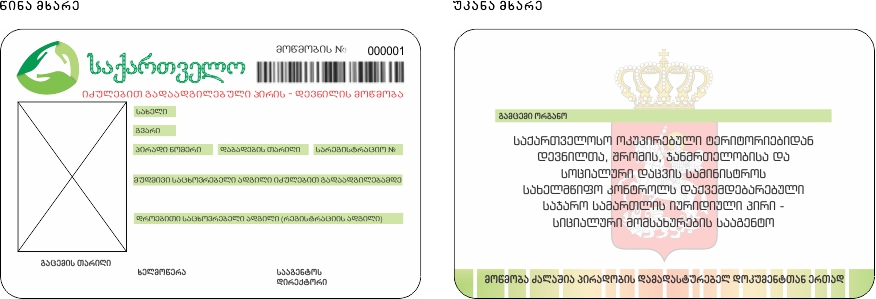 წინა მხარე
მოწმობის № 000001
საქართველო
იძულებით გადაადგილებული პირის - დევნილის მოწმობა
სახელი
გვარი
პირადი ნომერი დაბადების თარიღი სარეგისტრაციო №
მუდმივი საცხოვრებელი ადგილი იძულებით გადაადგილებამდე
დროებითი საცხოვრებელი ადგილი (რეგისტრაციის ადგილი)
გაცემის თარიღი
ხელმოწერა
სააგენტოს
დირექტორი
უკანა მხარე
გამცემი ორგანო
საქართველოსო ოკუპირებული ტერიტორიებიდან
დევნილთა, შრომის, ჯანმრთელობისა და
სოციალური დაცვის სამინისტროს
სახელმწიფო კონტროლს დაქვემდებარებული
საჯარო სამართლის იურიდიული პირი -
სიციალური მომსახურების სააგენტო
მოწმობა ძალაშია პირადობის დამადასტურებელ დოკუმენტთან ერთად